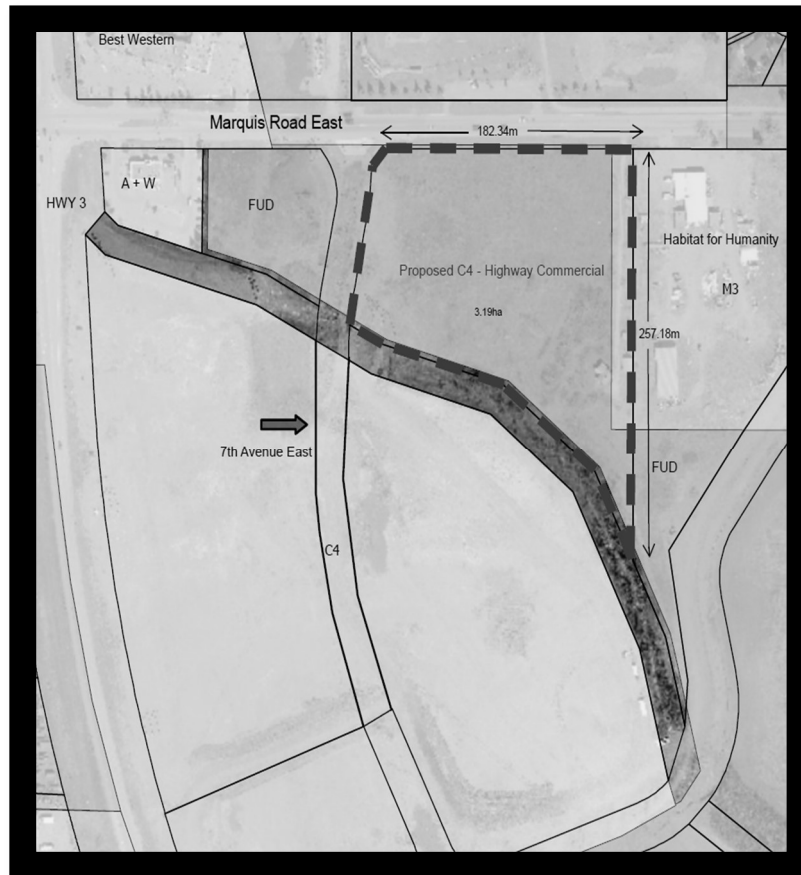 Best Western
Marquis Road East
182.34m
A + W
HWY 3
FUD
Habitat for Humanity
Proposed C4 - Highway Commercial
M3
3.19ha
257.18m
7th Avenue East
FUD
C4